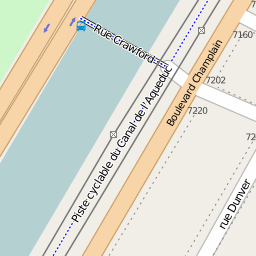 Rue Crawford
7160
Boulevard Champlain
7202
7220
Piste cyclable du Canal de l'Aqueduc
rue Dunver